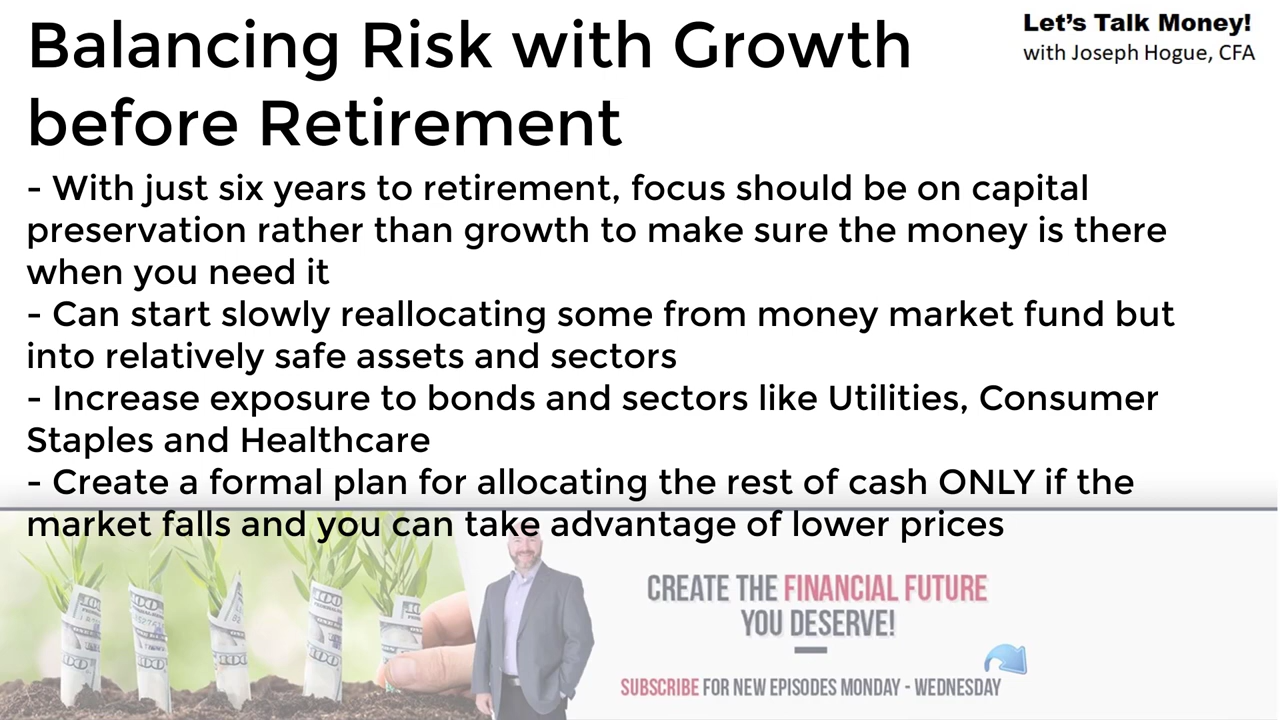 Balancing Risk with Growth
before Retirement
Let's Talk Money!
with Joseph Hogue, CFA
- With just six years to retirement, focus should be on capital
preservation rather than growth to make sure the money is there
when you need it
- Can start slowly reallocating some from money market fund but
into relatively safe assets and sectors
- Increase exposure to bonds and sectors like Utilities, Consumer
Staples and Healthcare
- Create a formal plan for allocating the rest of cash ONLY if the
market falls and you can take advantage of lower prices
CREATE THE FINANCIAL FUTURE
YOU DESERVE!
SUBSCRIBE FOR NEW EPISODES MONDAY - WEDNESDAY